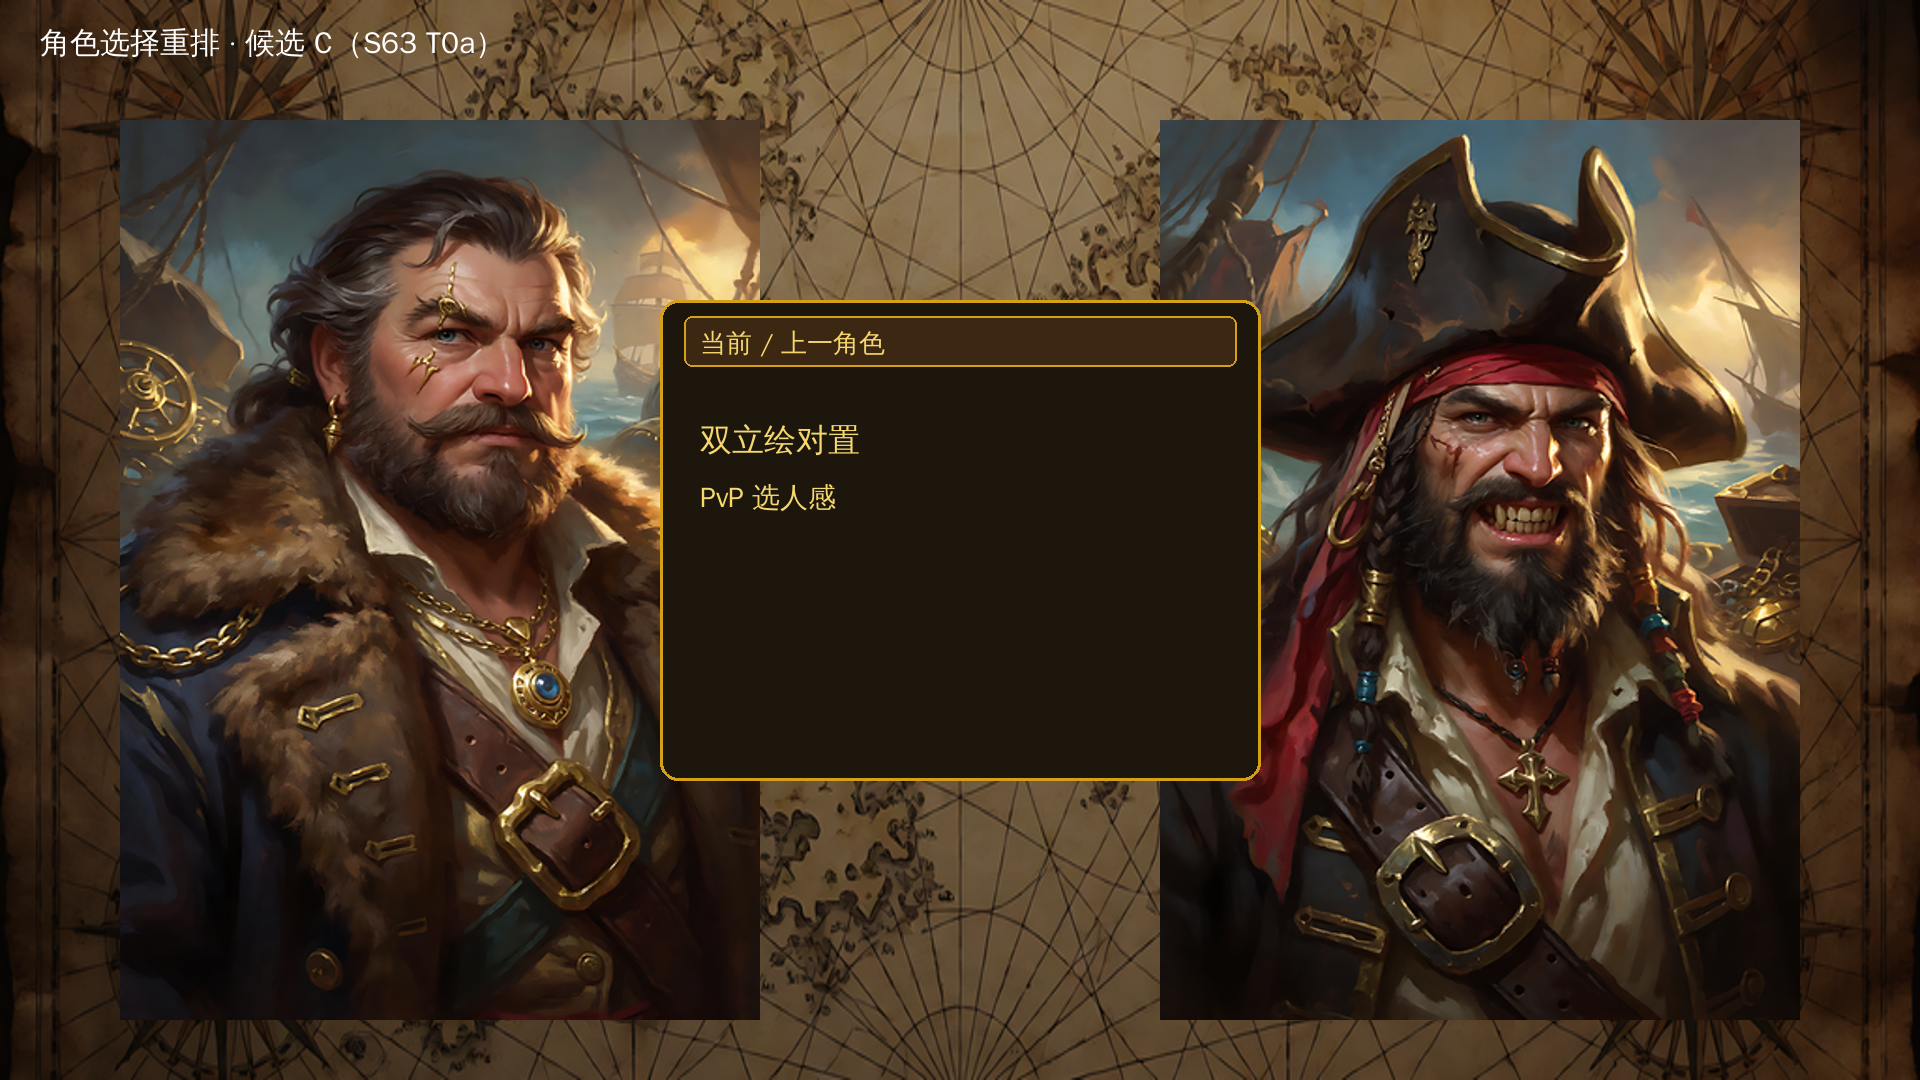 角色选择重排 · 候选 C（S63 T0a）
当前 / 上一角色
双立绘对置
PvP 选人感